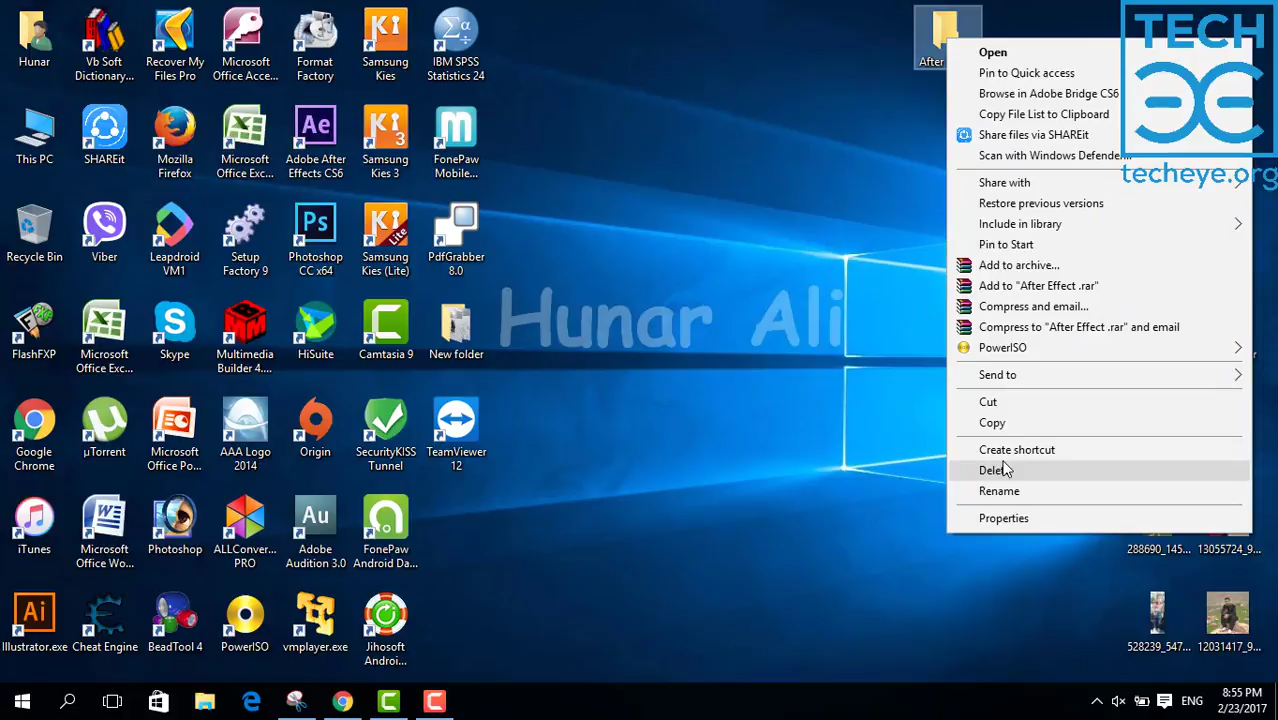 Hunar
Vb Soft
Dictionary...
Recover My
Files Pro
Microsoft
Office Acce...
Format
Factory
Samsung
Kies
IBM SPSS
Statistics 24
This PC
SHAREit
Mozilla
Firefox
Microsoft
Office Exc...
Adobe After
Effects CS6
Samsung
Kies 3
FonePaw
Mobile...
Recycle Bin
Viber
Leapdroid
VM1
Setup
Factory 9
Photoshop
CC x64
Samsung
Kies (Lite)
PdfGrabber
8.0
FlashFXP
Microsoft
Office Exc...
Skype
Multimedia
Builder 4....
HiSuite
Camtasia 9
New folder
Google
Chrome
µTorrent
Microsoft
Office Po...
AAA Logo
2014
Origin
SecurityKISS
Tunnel
TeamViewer
12
iTunes
Microsoft
Office Wo...
Photoshop
ALLConver...
PRO
Adobe
Audition 3.0
FonePaw
Android Da...
Illustrator.exe
Cheat Engine
BeadTool 4
PowerISO
vmplayer.exe
Jihosoft
Androi...
Hunar Ali
After
Open
Pin to Quick access
Browse in Adobe Bridge CS6
Copy File List to Clipboard
Share files via SHAREit
Scan with Windows Defender...
Share with
Restore previous versions
Include in library
Pin to Start
Add to archive...
Add to "After Effect .rar"
Compress and email...
Compress to "After Effect .rar" and email
PowerISO
Send to
Cut
Copy
Create shortcut
Delete
Rename
Properties
TECH
techeye.org
288690_145...
13055724_9...
528239_547...
12031417_9...
ENG
8:55 PM
2/23/2017